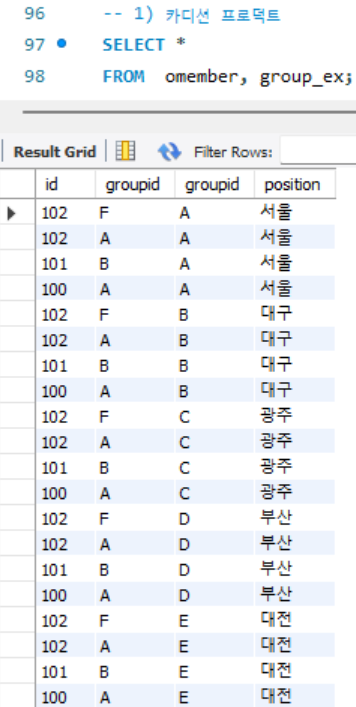 96 -- 1) 카디션 프로덕트
97 SELECT *
98 FROM omember, group_ex;
Result Grid Filter Rows:
id groupid groupid position
102 F A 서울
102 A A 서울
101 B A 서울
100 A A 서울
102 F B 대구
102 A B 대구
101 B B 대구
100 A B 대구
102 F C 광주
102 A C 광주
101 B C 광주
100 A C 광주
102 F D 부산
102 A D 부산
101 B D 부산
100 A D 부산
102 F E 대전
102 A E 대전
101 B E 대전
100 A E 대전